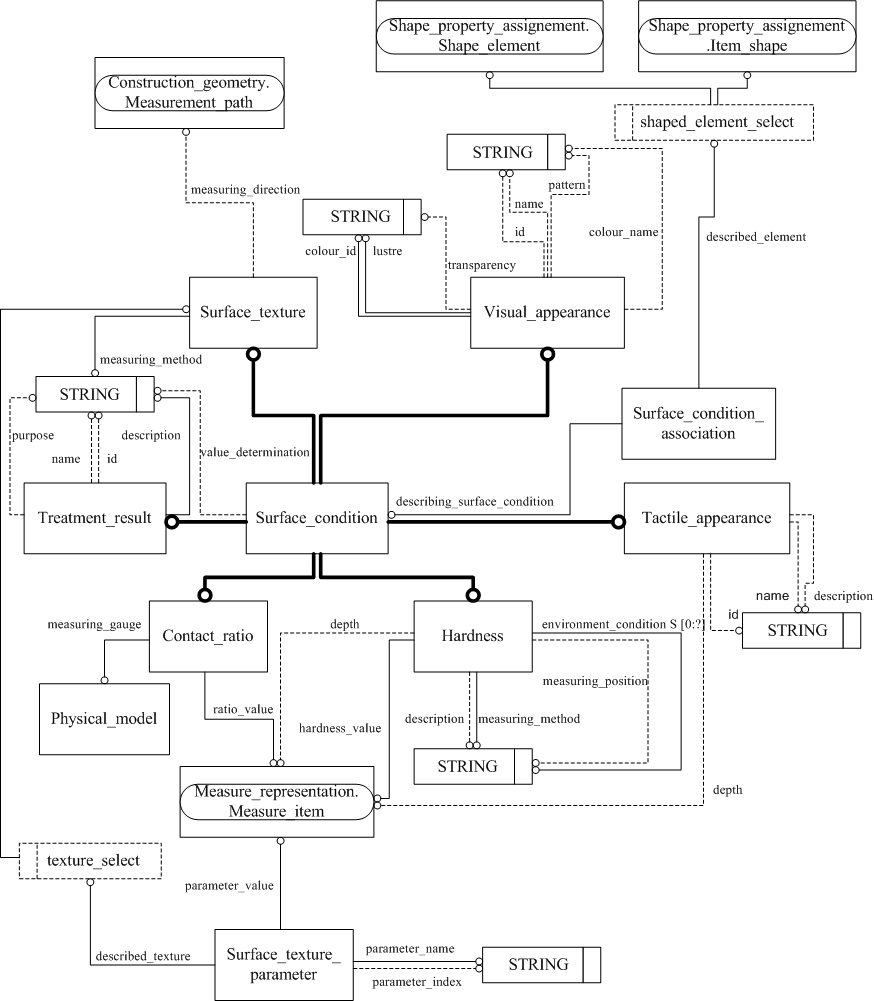 Shape_property_assignement.
Shape_element
Shape_property_assignement
.Item_shape
Construction_geometry.
Measurement_path
shaped_element_select
STRING
pattern
measuring_direction
name
STRING
id
colour_name
described_element
colour_id
lustre
transparency
Surface_texture
Visual_appearance
measuring_method
STRING
Surface_condition_
association
purpose
description
name
id
value_determination
describing_surface_condition
Treatment_result
Surface_condition
Tactile_appearance
name
description
id
measuring_gauge
depth
environment_condition S [0:?]
STRING
Contact_ratio
Hardness
measuring_position
ratio_value
hardness_value
description
measuring_method
Physical_model
STRING
Measure_representation.
Measure_item
depth
texture_select
parameter_value
described_texture
Surface_texture_
parameter
parameter_name
STRING
parameter_index